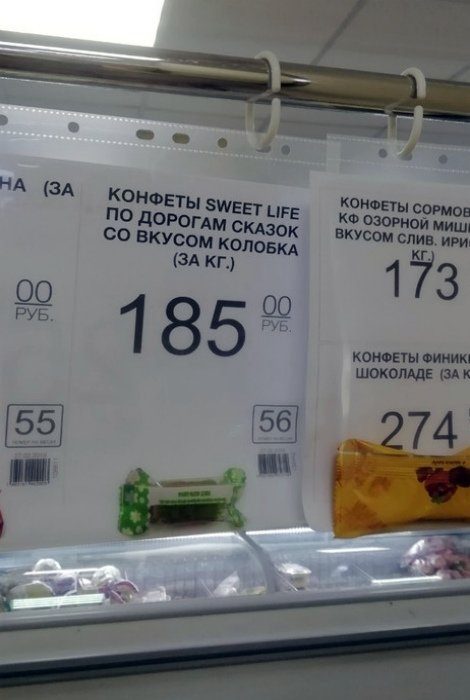 НА (ЗА
00
РУБ.
55
КОНФЕТЫ SWEET LIFE
ПО ДОРОГАМ СКАЗОК
СО ВКУСОМ КОЛОБКА
(ЗА КГ.)
185
00
РУБ.
56
КОНФЕТЫ СОРМОВ
КФ ОЗОРНОЙ МИШ
ВКУСОМ СЛИВ. ИРИ
КГ.)
173
КОНФЕТЫ ФИНИК
ШОКОЛАДЕ (ЗА К
274